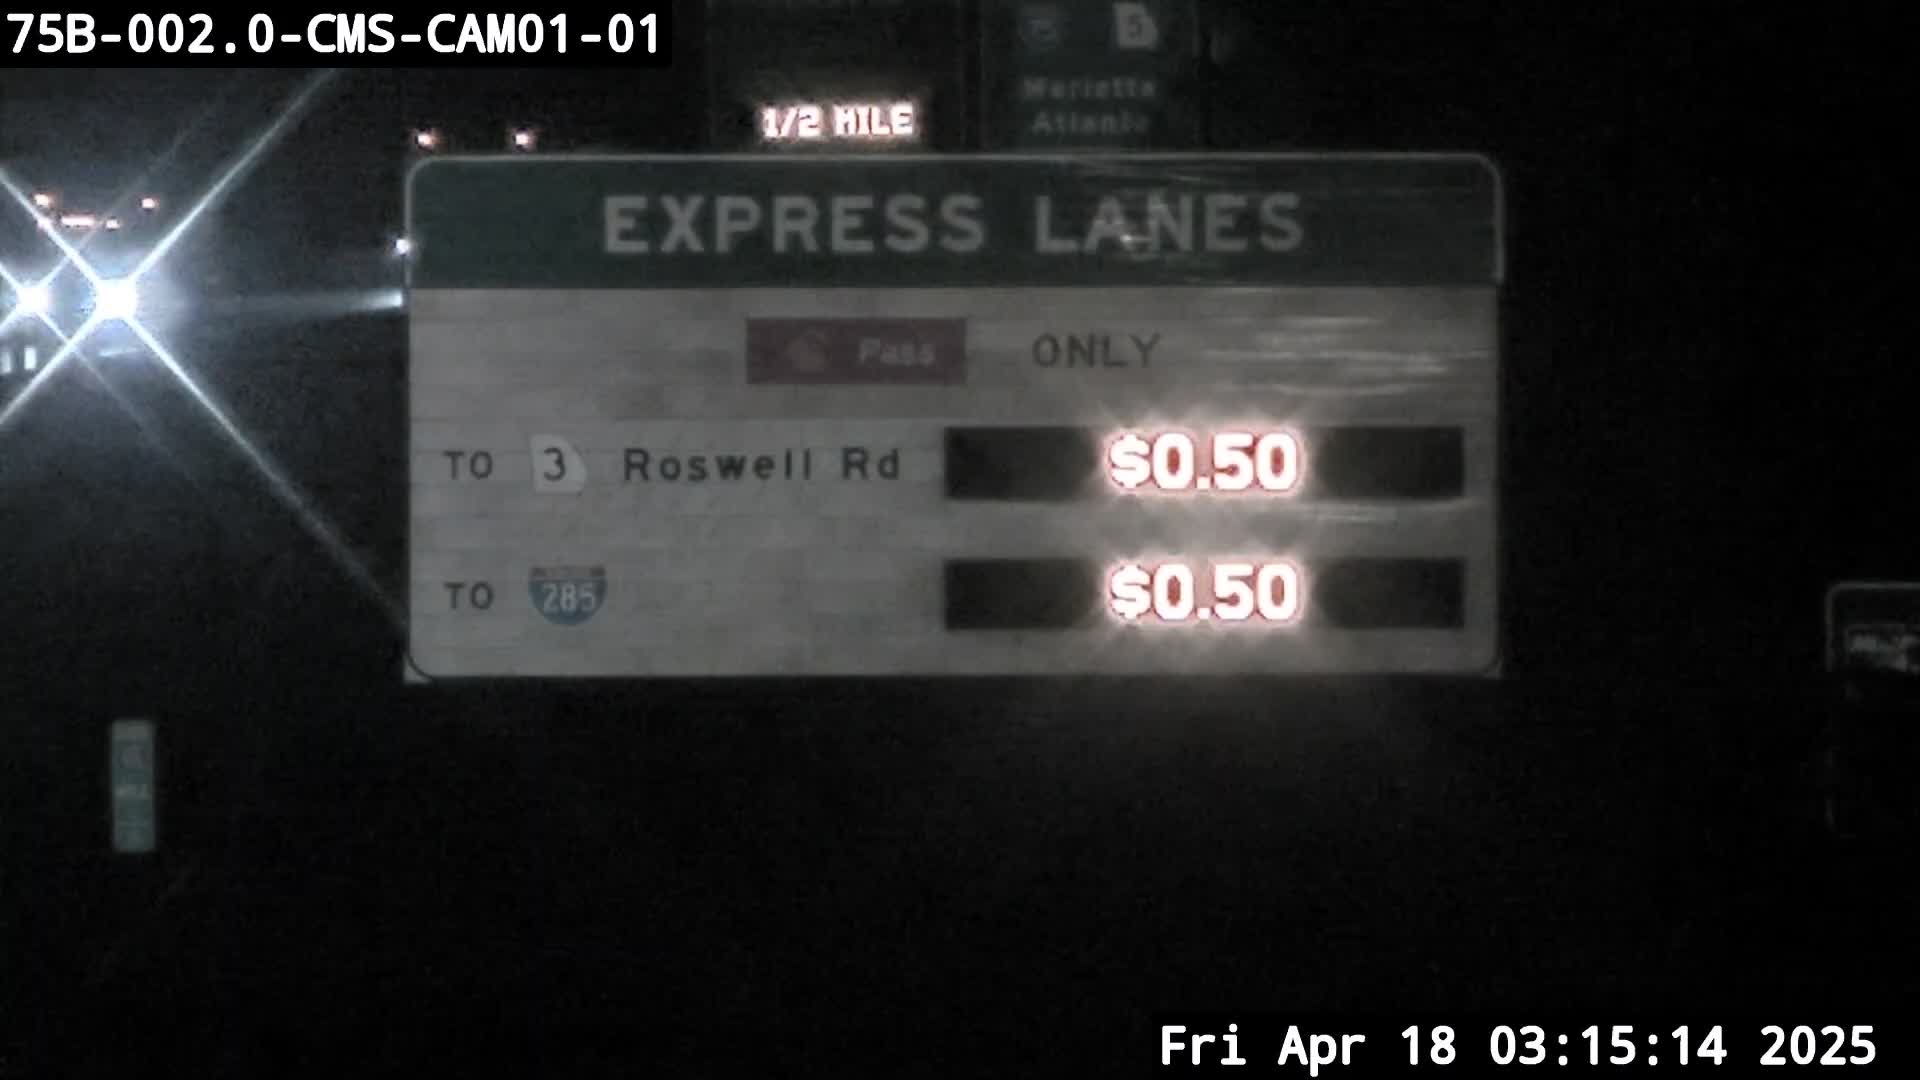 75B-002.0-CMS-CAM01-01
5
Marietta
Atlanta
1/2 MILE
EXPRESS LANES
Pass ONLY
TO 3 Roswell Rd $0.50
TO 285 $0.50
Fri Apr 18 03:15:14 2025